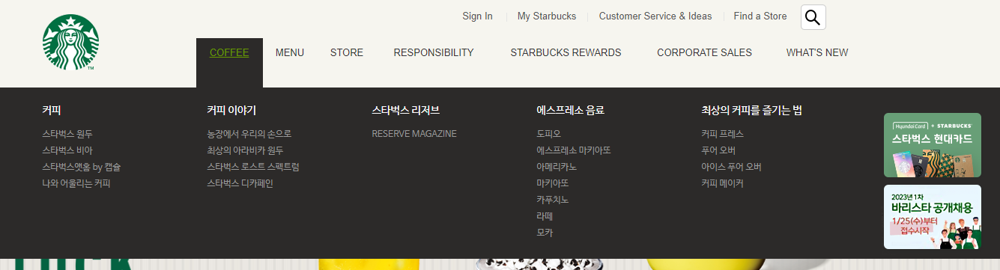 Sign In
My Starbucks
Customer Service & Ideas
Find a Store
TM
COFFEE
MENU
STORE
RESPONSIBILITY
STARBUCKS REWARDS
CORPORATE SALES
WHAT'S NEW
커피
스타벅스 원두
스타벅스 비아
스타벅스앳홈 by 캡슐
나와 어울리는 커피
커피 이야기
농장에서 우리의 손으로
최상의 아라비카 원두
스타벅스 로스트 스펙트럼
스타벅스 디카페인
스타벅스 리저브
RESERVE MAGAZINE
에스프레소 음료
도피오
에스프레소 마키아또
아메리카노
마키아또
카푸치노
라떼
모카
최상의 커피를 즐기는 법
커피 프레스
푸어 오버
아이스 푸어 오버
커피 메이커
HyundaiCard + STARBUCKS
스타벅스 현대카드
2023년 1차
바리스타 공개채용
1/25(수)부터
접수시작